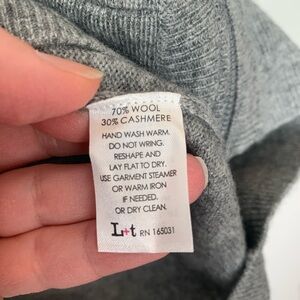 70% WOOL
30% CASHMERE
HAND WASH WARM.
DO NOT WRING.
RESHAPE AND
LAY FLAT TO DRY.
USE GARMENT STEAMER
OR WARM IRON
IF NEEDED.
OR DRY CLEAN.
L+t RN 165031